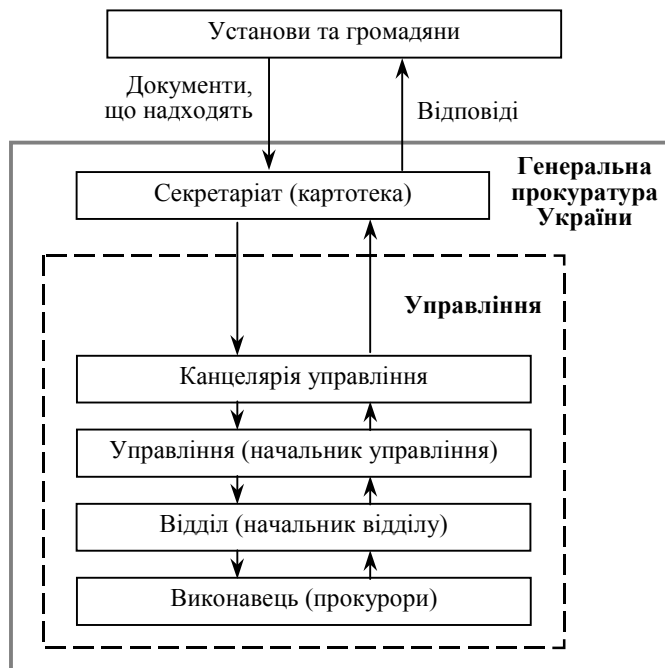 Установи та громадяни
Документи,
що надходять
Відповіді
Генеральна
прокуратура
України
Секретаріат (картотека)
Управління
Канцелярія управління
Управління (начальник управління)
Відділ (начальник відділу)
Виконавець (прокурори)